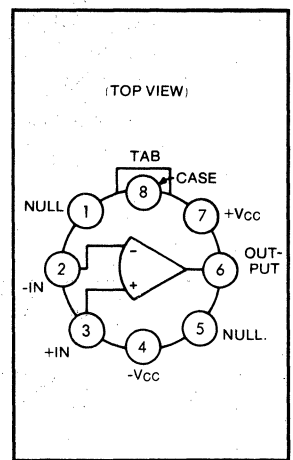 (TOP VIEW)
TAB
CASE
8
NULL
1
7
+VCC
-IN
2
-
+
6
OUT-
PUT
+IN
3
4
-VCC
5
NULL.